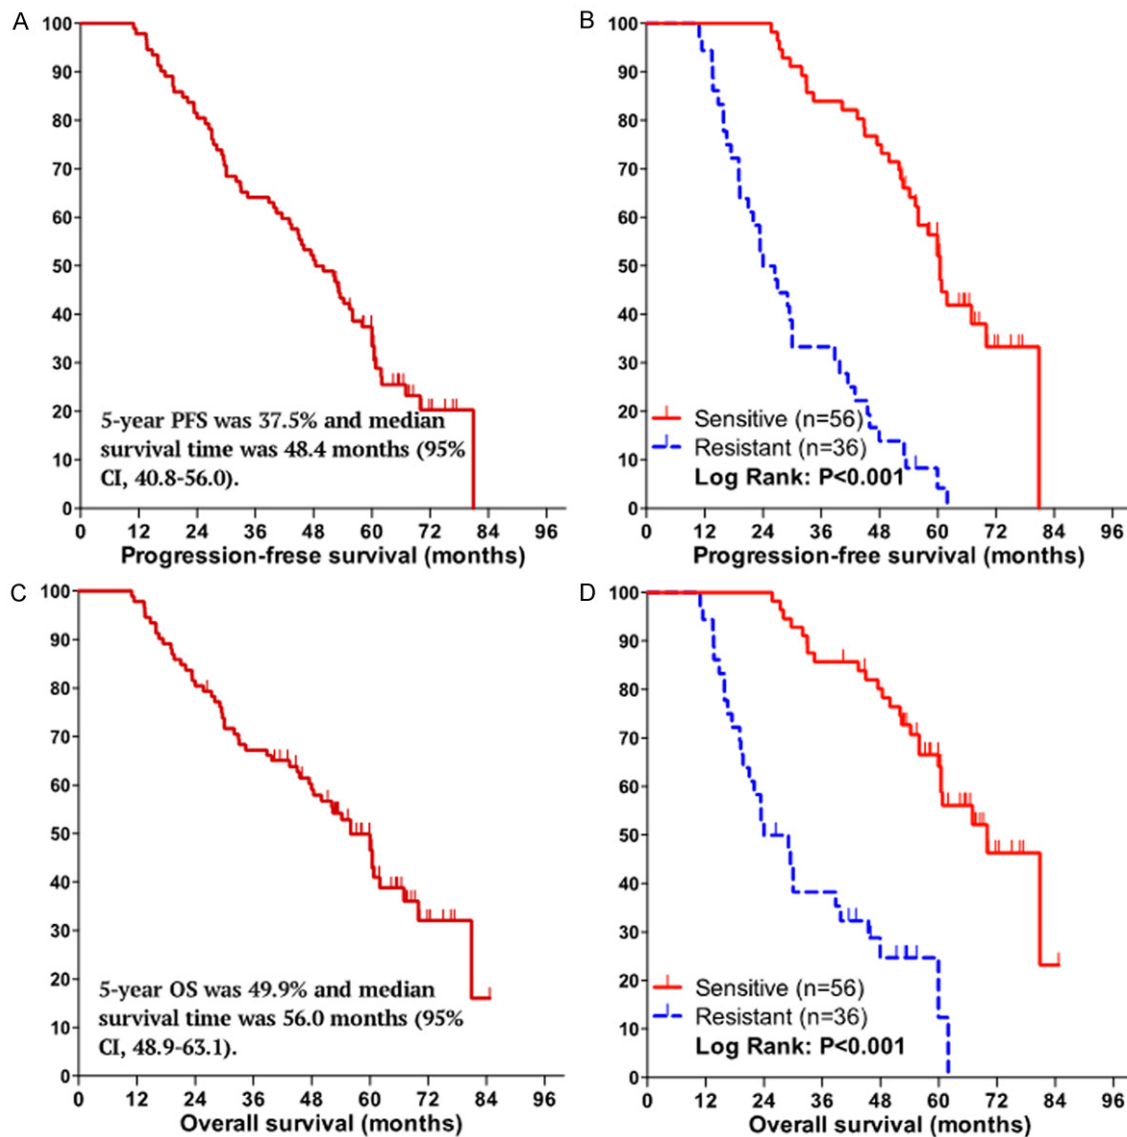 A
100
90
80
70
60
50
40
30
20
10
0
5-year PFS was 37.5% and median
survival time was 48.4 months (95%
CI, 40.8-56.0).
0 12 24 36 48 60 72 84 96
Progression-frese survival (months)
B
100
90
80
70
60
50
40
30
20
10
0
Sensitive (n=56)
Resistant (n=36)
Log Rank: P<0.001
0 12 24 36 48 60 72 84 96
Progression-free survival (months)
C
100
90
80
70
60
50
40
30
20
10
0
5-year OS was 49.9% and median
survival time was 56.0 months (95%
CI, 48.9-63.1).
0 12 24 36 48 60 72 84 96
Overall survival (months)
D
100
90
80
70
60
50
40
30
20
10
0
Sensitive (n=56)
Resistant (n=36)
Log Rank: P<0.001
0 12 24 36 48 60 72 84 96
Overall survival (months)